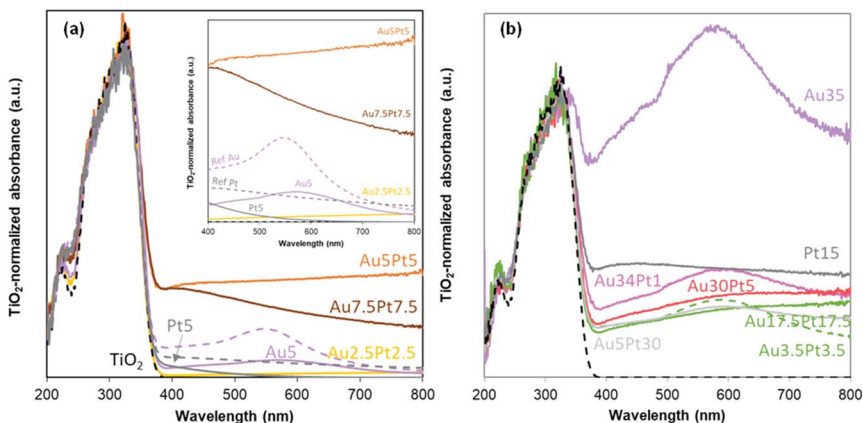 (a)
TiO2-normalized absorbance (a.u.)
Au5Pt5
Au7.5Pt7.5
Pt5
Au5
Au2.5Pt2.5
TiO2
200 300 400 500 600 700 800
Wavelength (nm)
TiO2-normalized absorbance (a.u.)
Au5Pt5
Au7.5Pt7.5
Ref Au
Ref Pt
Au5
Pt5
Au2.5Pt2.5
400 500 600 700 800
Wavelength (nm)
(b)
TiO2-normalized absorbance (a.u.)
Au35
Pt15
Au34Pt1
Au30Pt5
Au17.5Pt17.5
Au5Pt30
Au3.5Pt3.5
200 300 400 500 600 700 800
Wavelength (nm)